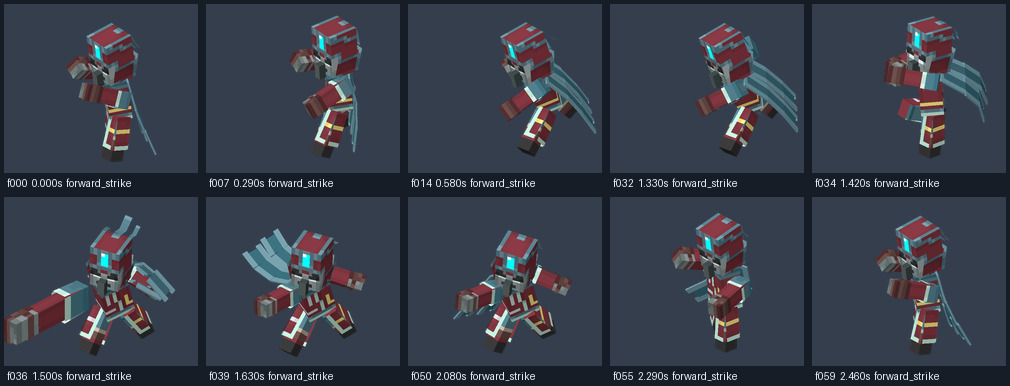 f000 0.000s forward_strike
f007 0.290s forward_strike
f014 0.580s forward_strike
f032 1.330s forward_strike
f034 1.420s forward_strike
f036 1.500s forward_strike
f039 1.630s forward_strike
f050 2.080s forward_strike
f055 2.290s forward_strike
f059 2.460s forward_strike